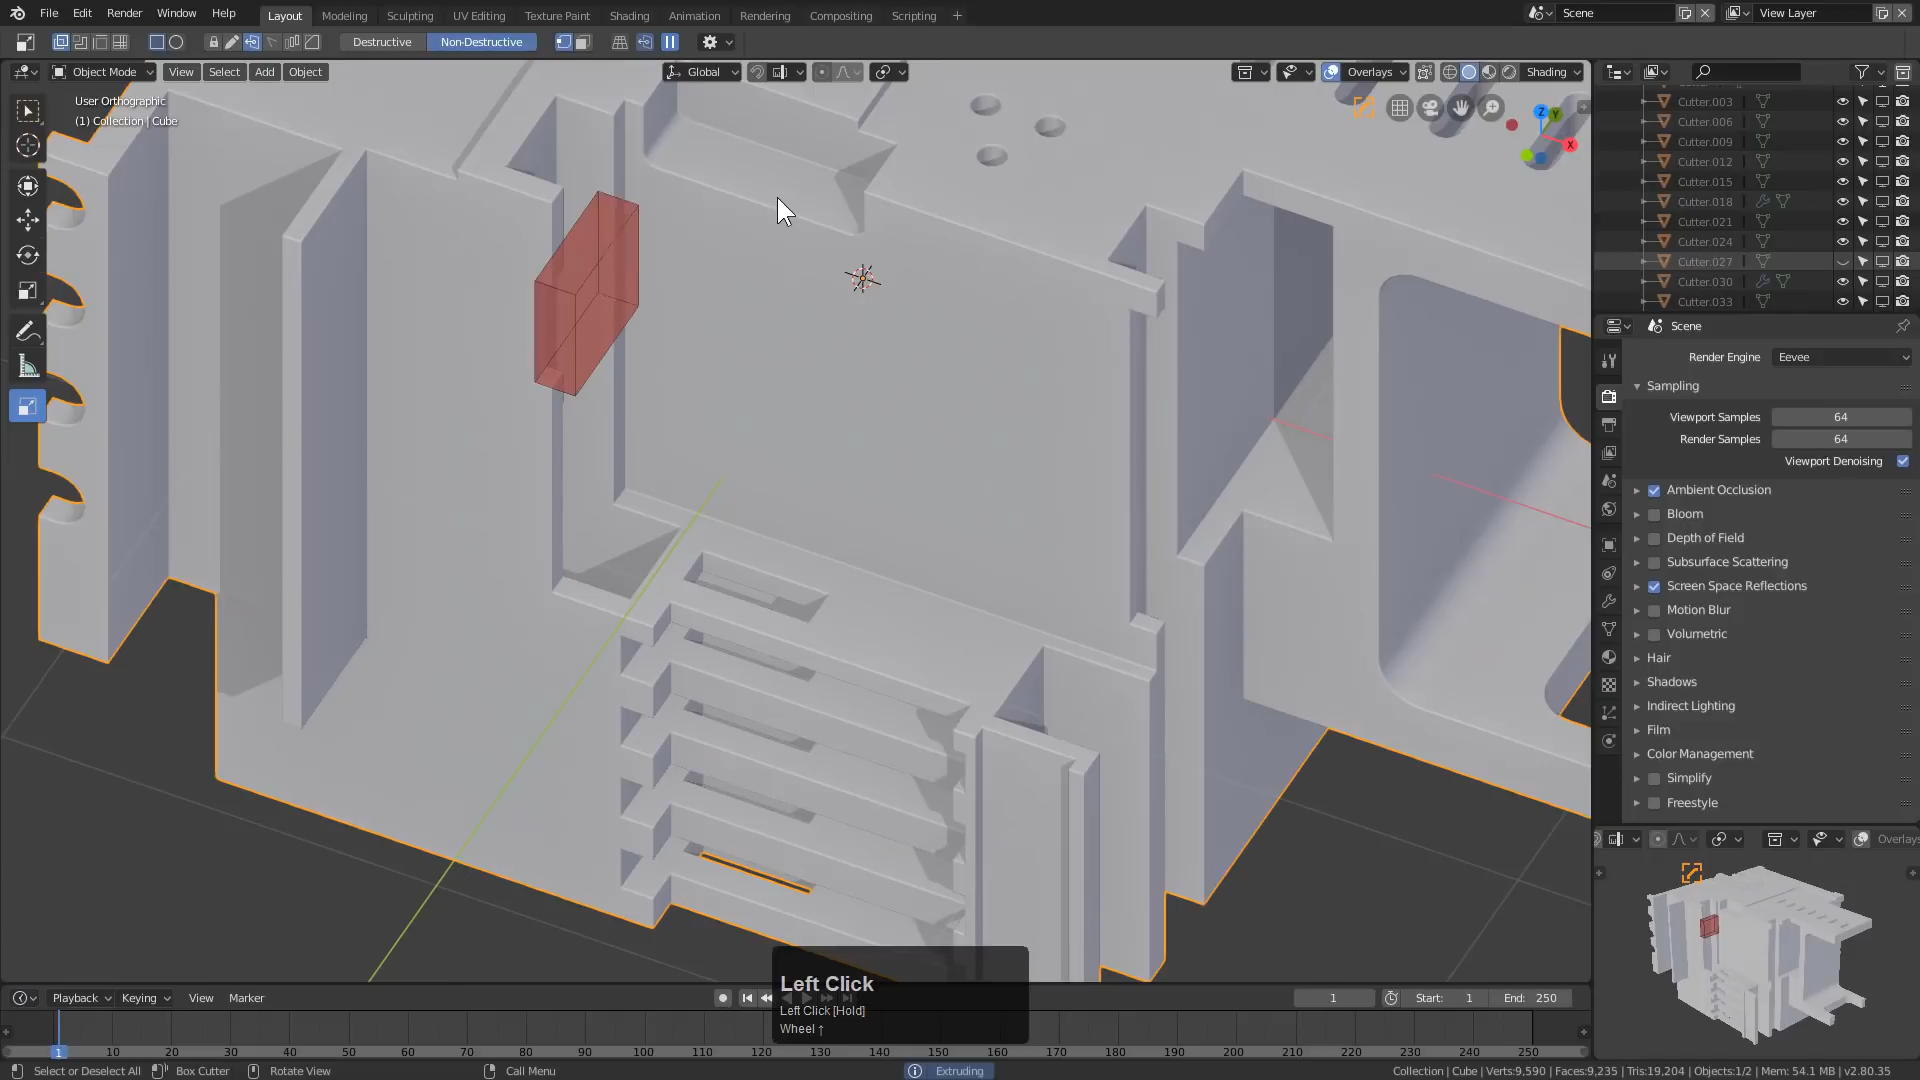 File Edit Render Window Help
Layout Modeling Sculpting UV Editing Texture Paint Shading Animation Rendering Compositing Scripting +
Scene
View Layer
Destructive Non-Destructive
Object Mode View Select Add Object
Global
Overlays
Shading
User Orthographic
(1) Collection | Cube
Z
Y
X
Cutter.003
Cutter.006
Cutter.009
Cutter.012
Cutter.015
Cutter.018
Cutter.021
Cutter.024
Cutter.027
Cutter.030
Cutter.033
Scene
Render Engine Eevee
Sampling
Viewport Samples 64
Render Samples 64
Viewport Denoising
Ambient Occlusion
Bloom
Depth of Field
Subsurface Scattering
Screen Space Reflections
Motion Blur
Volumetric
Hair
Shadows
Indirect Lighting
Film
Color Management
Simplify
Freestyle
Overlays
Left Click
Left Click [Hold]
Wheel ↑
Playback Keying View Marker
1 Start: 1 End: 250
1 10 20 30 40 50 60 70 80 90 100 110 120 130 140 150 160 170 180 190 200 210 220 230 240 250
Select or Deselect All Box Cutter Rotate View Call Menu Extruding Collection | Cube | Verts:9,590 | Faces:9,235 | Tris:19,204 | Objects:1/2 | Mem: 54.1 MB | v2.80.35